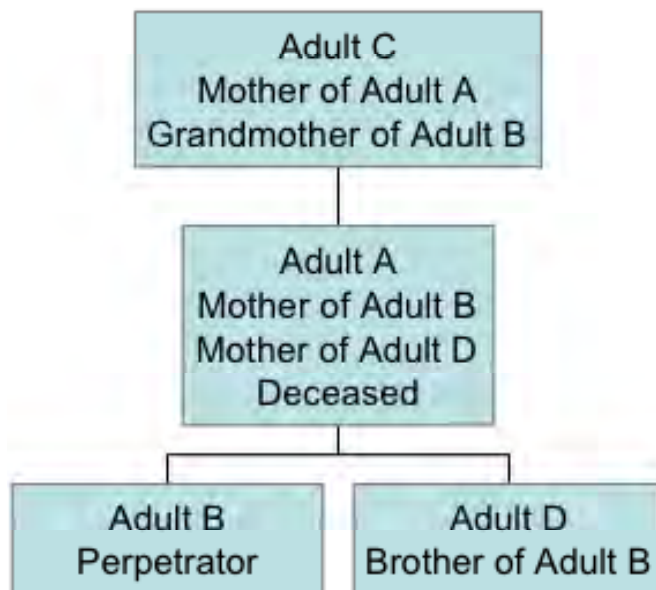 Adult C
Mother of Adult A
Grandmother of Adult B
Adult A
Mother of Adult B
Mother of Adult D
Deceased
Adult B
Perpetrator
Adult D
Brother of Adult B